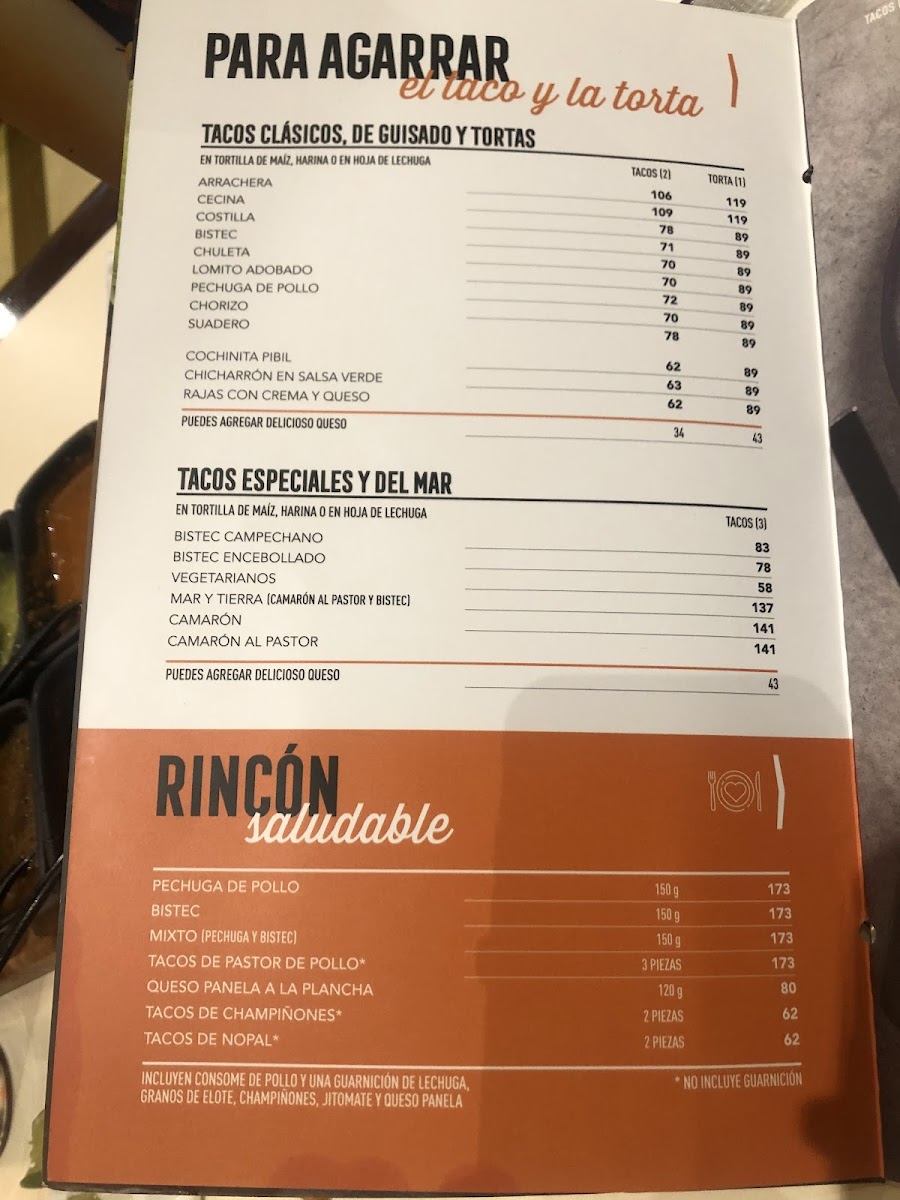 TACOS
PARA AGARRAR
el taco y la torta
TACOS CLÁSICOS, DE GUISADO Y TORTAS
EN TORTILLA DE MAÍZ, HARINA O EN HOJA DE LECHUGA TACOS (2) TORTA (1)
ARRACHERA 106 119
CECINA 109 119
COSTILLA 78 89
BISTEC 71 89
CHULETA 70 89
LOMITO ADOBADO 70 89
PECHUGA DE POLLO 72 89
CHORIZO 70 89
SUADERO 78 89
COCHINITA PIBIL 62 89
CHICHARRÓN EN SALSA VERDE 63 89
RAJAS CON CREMA Y QUESO 62 89
PUEDES AGREGAR DELICIOSO QUESO 34 43
TACOS ESPECIALES Y DEL MAR
EN TORTILLA DE MAÍZ, HARINA O EN HOJA DE LECHUGA TACOS (3)
BISTEC CAMPECHANO 83
BISTEC ENCEBOLLADO 78
VEGETARIANOS 58
MAR Y TIERRA (CAMARÓN AL PASTOR Y BISTEC) 137
CAMARÓN 141
CAMARÓN AL PASTOR 141
PUEDES AGREGAR DELICIOSO QUESO 43
RINCÓN
saludable
PECHUGA DE POLLO 150 g 173
BISTEC 150 g 173
MIXTO (PECHUGA Y BISTEC) 150 g 173
TACOS DE PASTOR DE POLLO* 3 PIEZAS 173
QUESO PANELA A LA PLANCHA 120 g 80
TACOS DE CHAMPIÑONES* 2 PIEZAS 62
TACOS DE NOPAL* 2 PIEZAS 62
INCLUYEN CONSOME DE POLLO Y UNA GUARNICIÓN DE LECHUGA, * NO INCLUYE GUARNICIÓN
GRANOS DE ELOTE, CHAMPIÑONES, JITOMATE Y QUESO PANELA